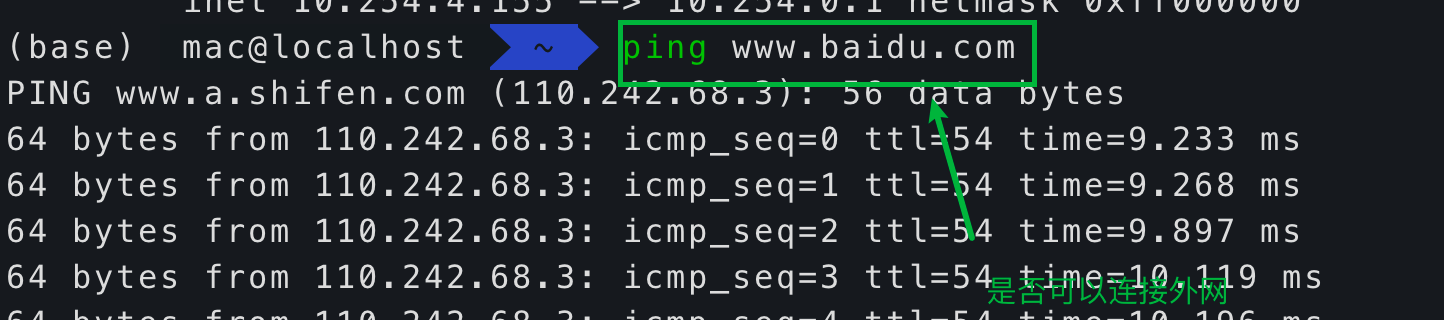 inet 10.254.4.155 --> 10.254.0.1 netmask 0xff000000
(base) mac@localhost ~ ping www.baidu.com
PING www.a.shifen.com (110.242.68.3): 56 data bytes
64 bytes from 110.242.68.3: icmp_seq=0 ttl=54 time=9.233 ms
64 bytes from 110.242.68.3: icmp_seq=1 ttl=54 time=9.268 ms
64 bytes from 110.242.68.3: icmp_seq=2 ttl=54 time=9.897 ms
64 bytes from 110.242.68.3: icmp_seq=3 ttl=54 time=10.119 ms
是否可以连接外网
64 bytes from 110.242.68.3: icmp_seq=4 ttl=54 time=10.196 ms